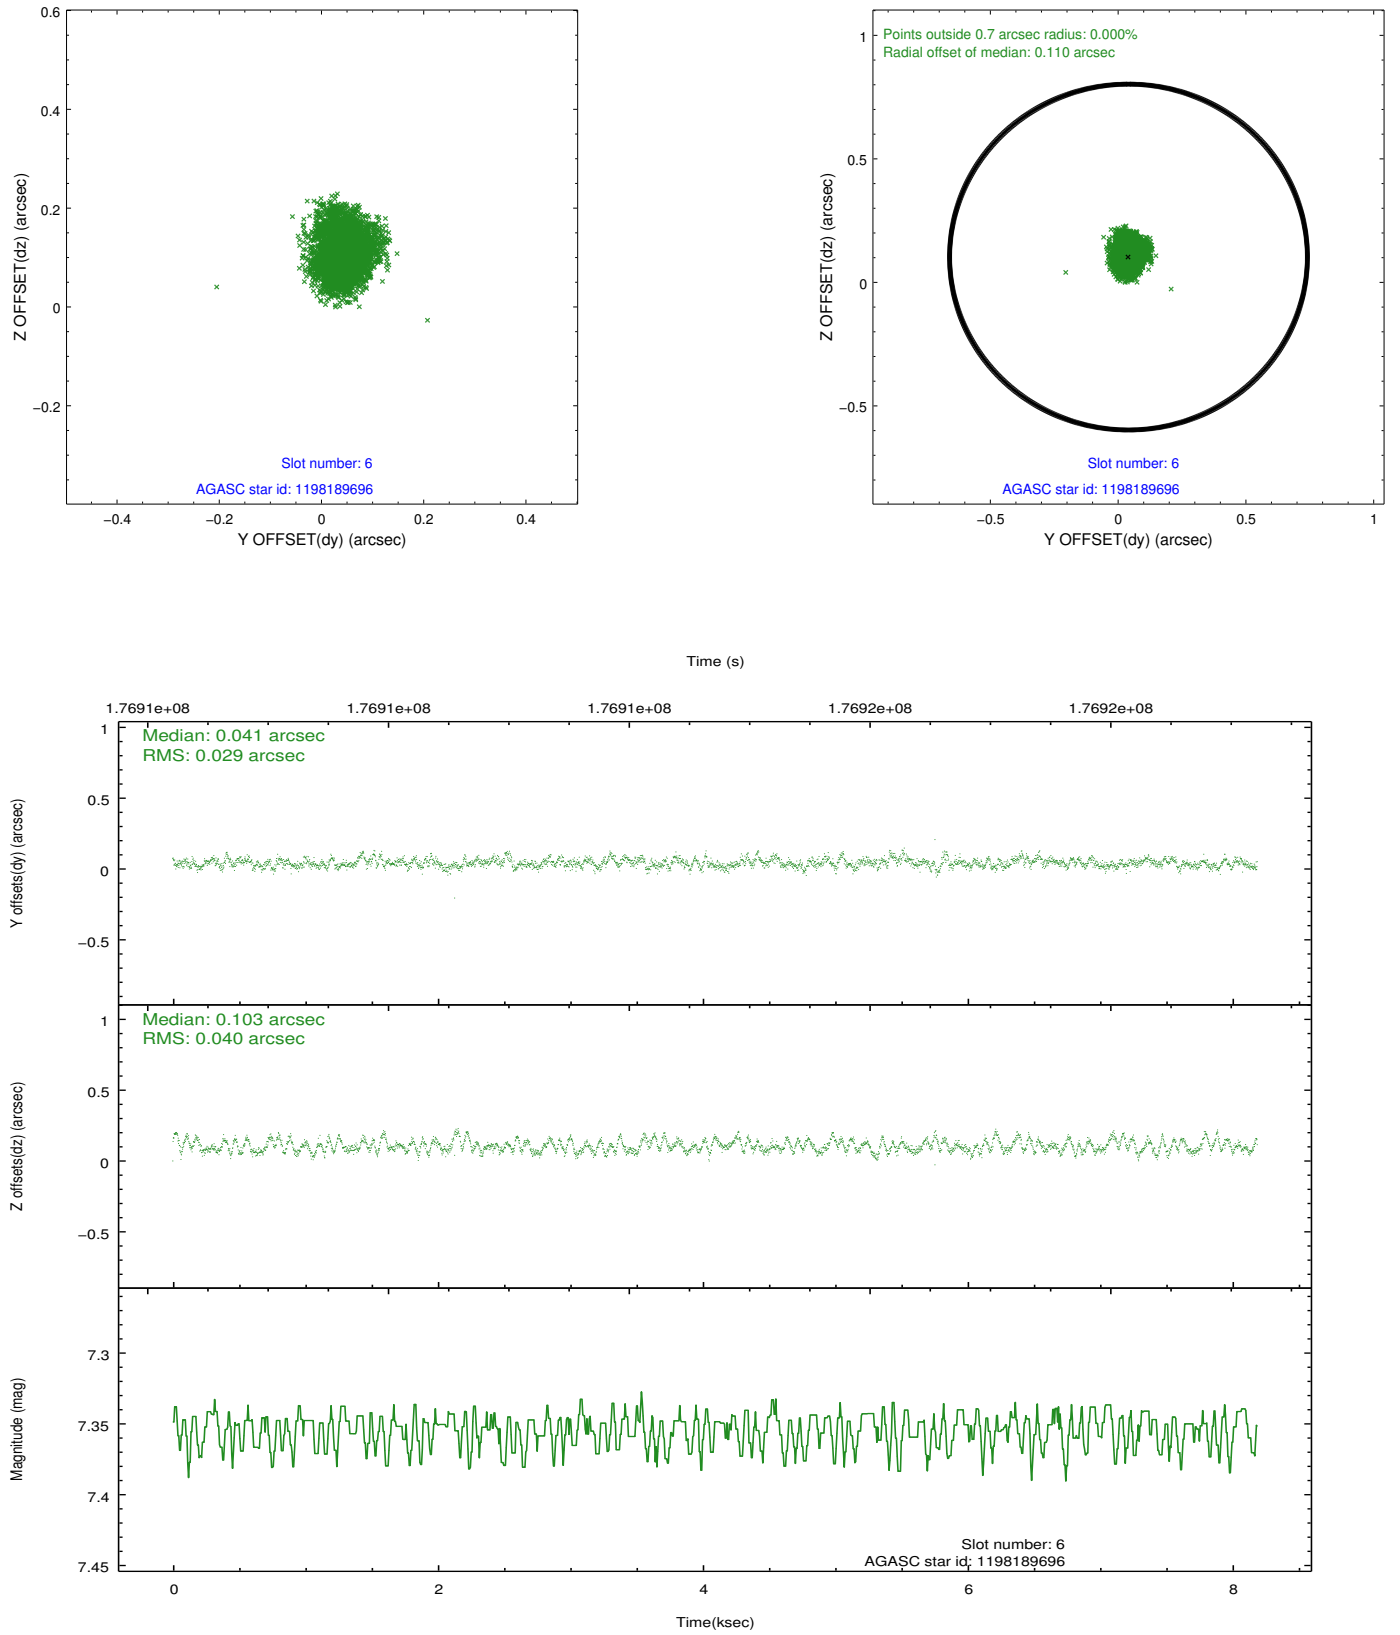 0.6
0.4
0.2
0
−0.2
Z OFFSET(dz) (arcsec)
Slot number: 6
AGASC star id: 1198189696
−0.4
−0.2
0
0.2
0.4
Y OFFSET(dy) (arcsec)
Points outside 0.7 arcsec radius: 0.000%
Radial offset of median: 0.110 arcsec
1
0.5
0
−0.5
Z OFFSET(dz) (arcsec)
Slot number: 6
AGASC star id: 1198189696
−0.5
0
0.5
1
Y OFFSET(dy) (arcsec)
Time (s)
1.7691e+08
1.7691e+08
1.7691e+08
1.7692e+08
1.7692e+08
Median: 0.041 arcsec
RMS: 0.029 arcsec
1
0.5
0
−0.5
Y offsets(dy) (arcsec)
Median: 0.103 arcsec
RMS: 0.040 arcsec
1
0.5
0
−0.5
Z offsets(dz) (arcsec)
7.3
7.35
7.4
7.45
Magnitude (mag)
Slot number: 6
AGASC star id: 1198189696
0
2
4
6
8
Time(ksec)